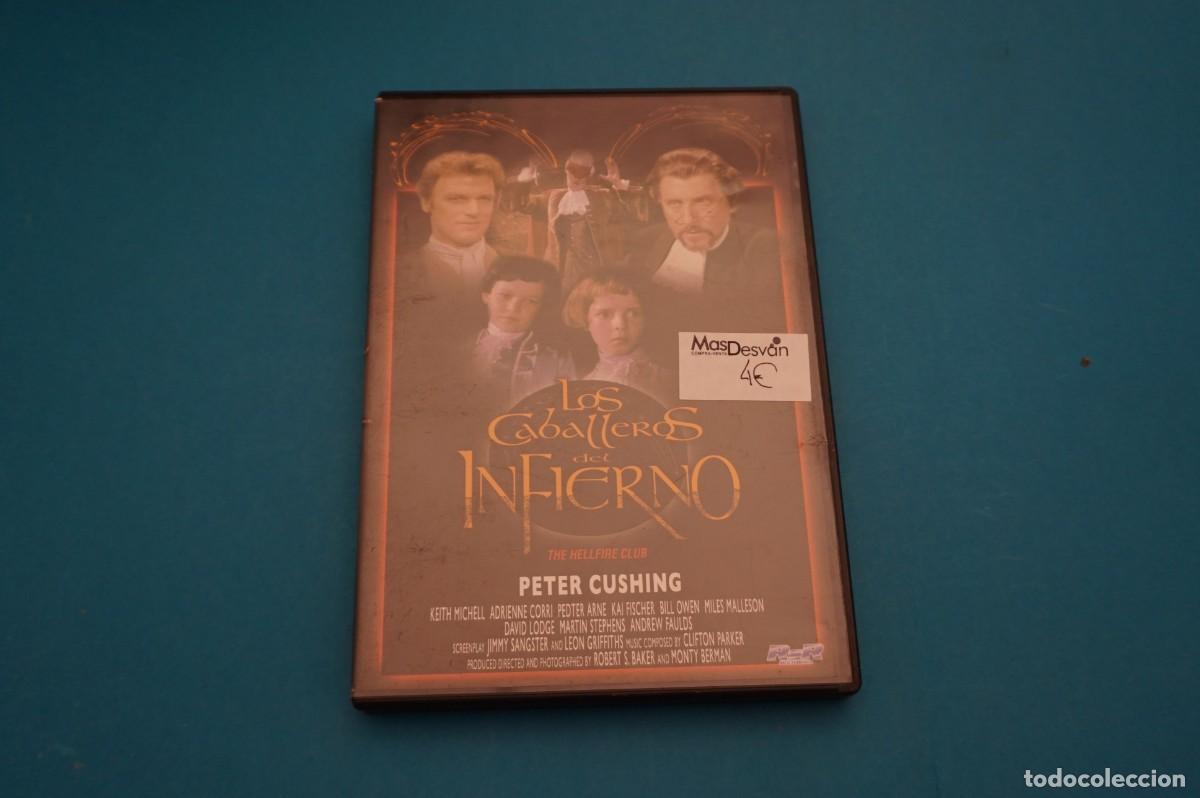 MasDesván
COMPRA-VENTA
4€
Los
Caballeros
del
INFIERNO
THE HELLFIRE CLUB
PETER CUSHING
KEITH MICHELL ADRIENNE CORRI PEDTER ARNE KAI FISCHER BILL OWEN MILES MALLESON
DAVID LODGE MARTIN STEPHENS ANDREW FAULDS
SCREENPLAY JIMMY SANGSTER AND LEON GRIFFITHS MUSIC COMPOSED BY CLIFTON PARKER
PRODUCED DIRECTED AND PHOTOGRAPHED BY ROBERT S. BAKER AND MONTY BERMAN
todocoleccion